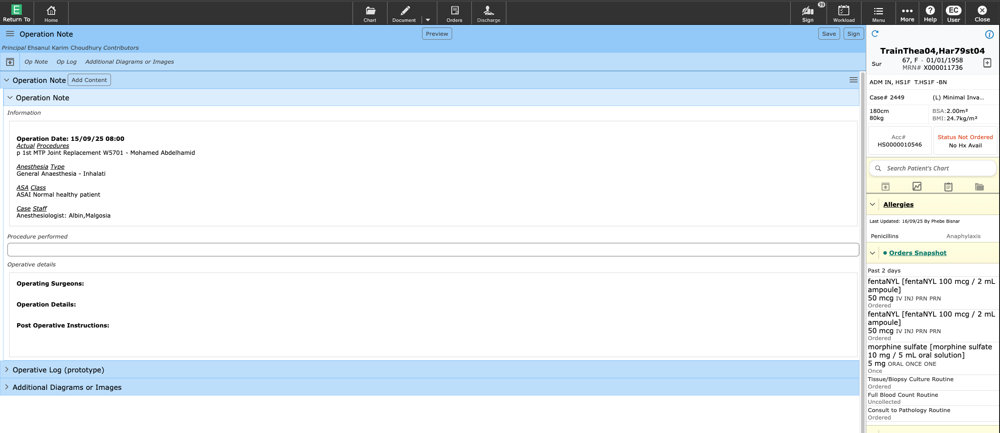 Return To
Home
Chart
Document
Orders
Discharge
39
Sign
Workload
Menu
More
? Help
EC User
Close
Operation Note
Preview
Save
Sign
Principal Ehsanul Karim Choudhury Contributors
Op Note Op Log Additional Diagrams or Images
Operation Note Add Content
Operation Note
Information
Operation Date: 15/09/25 08:00
Actual Procedures
p 1st MTP Joint Replacement W5701 - Mohamed Abdelhamid
Anesthesia Type
General Anaesthesia - Inhalati
ASA Class
ASAI Normal healthy patient
Case Staff
Anesthesiologist: Albin,Malgosia
Procedure performed
Operative details
Operating Surgeons:
Operation Details:
Post Operative Instructions:
Operative Log (prototype)
Additional Diagrams or Images
TrainThea04,Har79st04
Sur
67, F · 01/01/1958
MRN# X000011736
ADM IN, HS1F T.HS1F -BN
Case# 2449 (L) Minimal Inva...
180cm
80kg
BSA:2.00m²
BMI:24.7kg/m²
Acc#
HS0000010546
Status Not Ordered
No Hx Avail
Search Patient's Chart
Allergies
Last Updated: 16/09/25 By Phebe Bisnar
Penicillins Anaphylaxis
Orders Snapshot
Past 2 days
fentaNYL [fentaNYL 100 mcg / 2 mL
ampoule]
50 mcg IV INJ PRN PRN
Ordered
fentaNYL [fentaNYL 100 mcg / 2 mL
ampoule]
50 mcg IV INJ PRN PRN
Ordered
morphine sulfate [morphine sulfate
10 mg / 5 mL oral solution]
5 mg ORAL ONCE ONE
Once
Tissue/Biopsy Culture Routine
Ordered
Full Blood Count Routine
Uncollected
Consult to Pathology Routine
Ordered